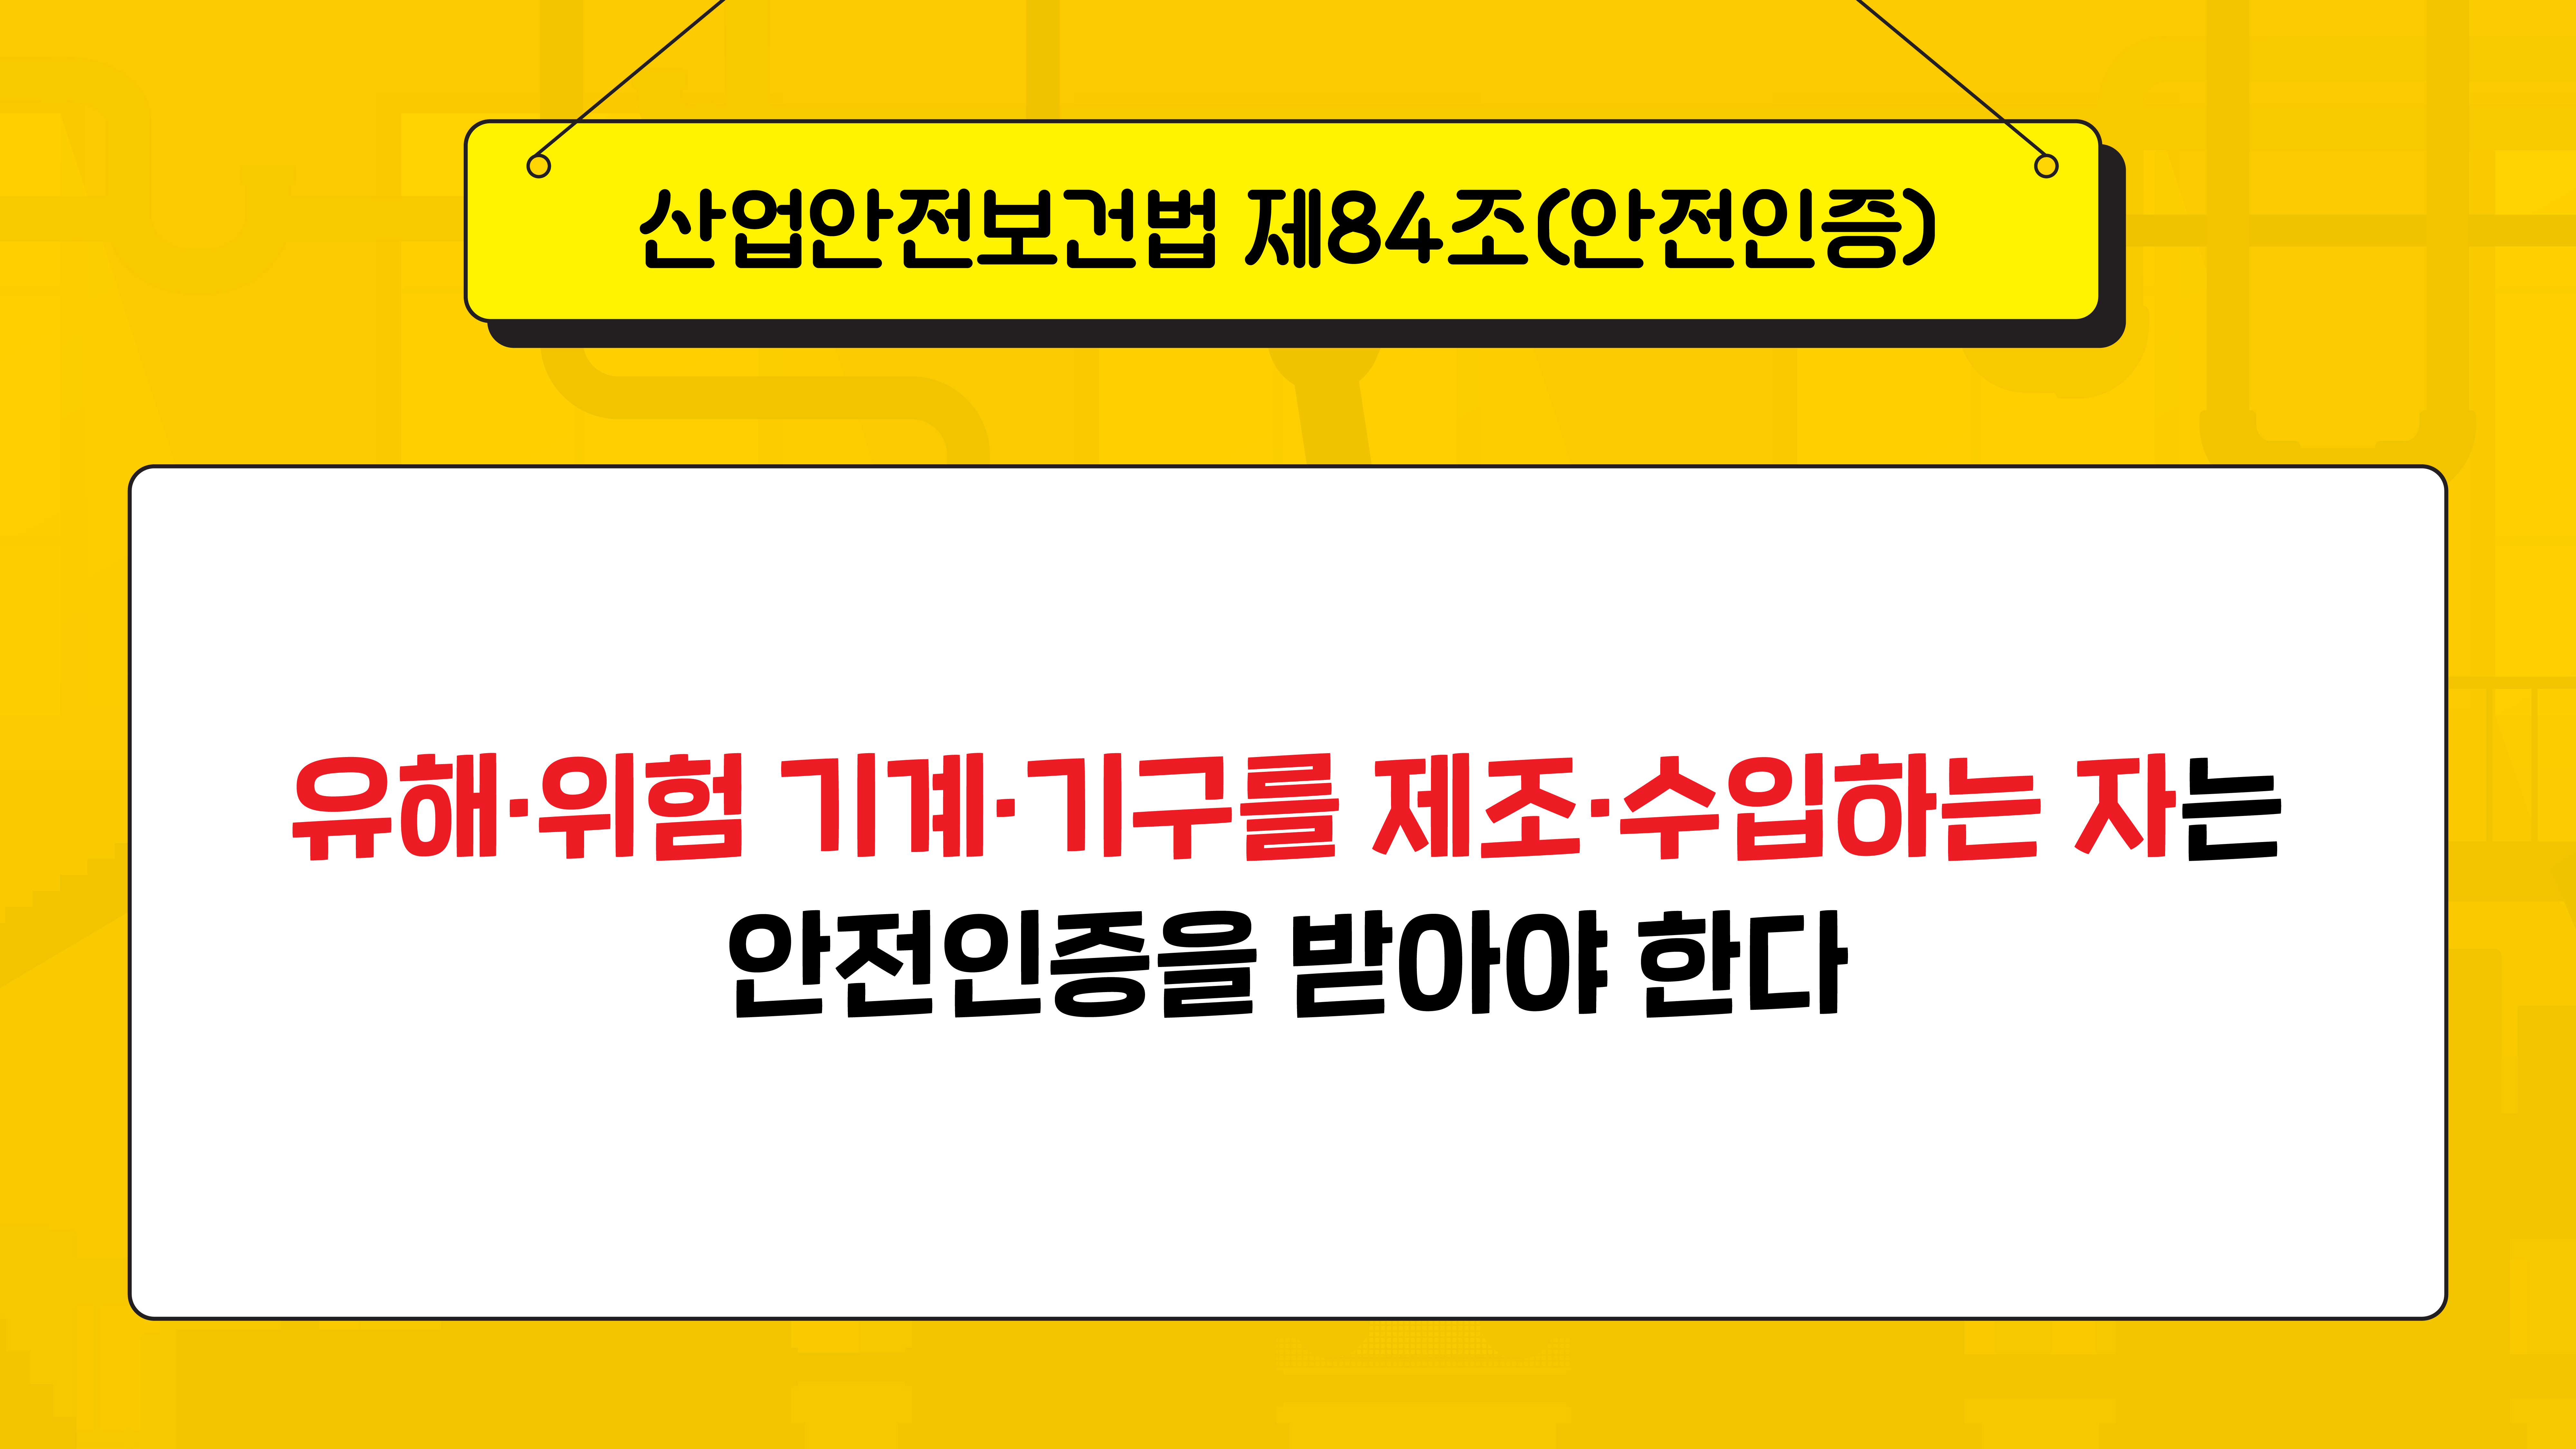 산업안전보건법 제84조(안전인증)
유해·위험 기계·기구를 제조·수입하는 자는
안전인증을 받아야 한다